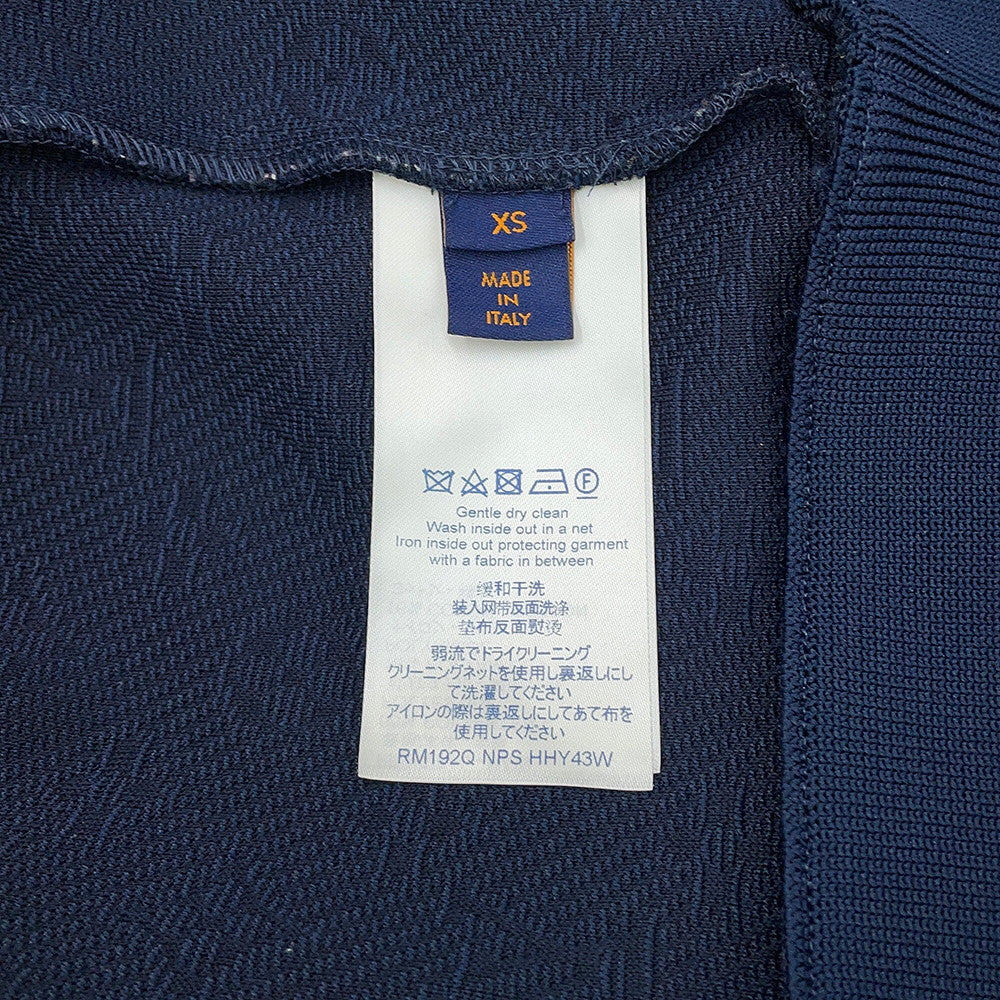 XS
MADE
IN
ITALY
F
Gentle dry clean
Wash inside out in a net
Iron inside out protecting garment
with a fabric in between
缓和干洗
装入网带反面洗涤
垫布反面熨烫
弱流でドライクリーニング
クリーニングネットを使用し裏返しにし
て洗濯してください
アイロンの際は裏返しにしてあて布を
使用してください
RM192Q NPS HHY43W